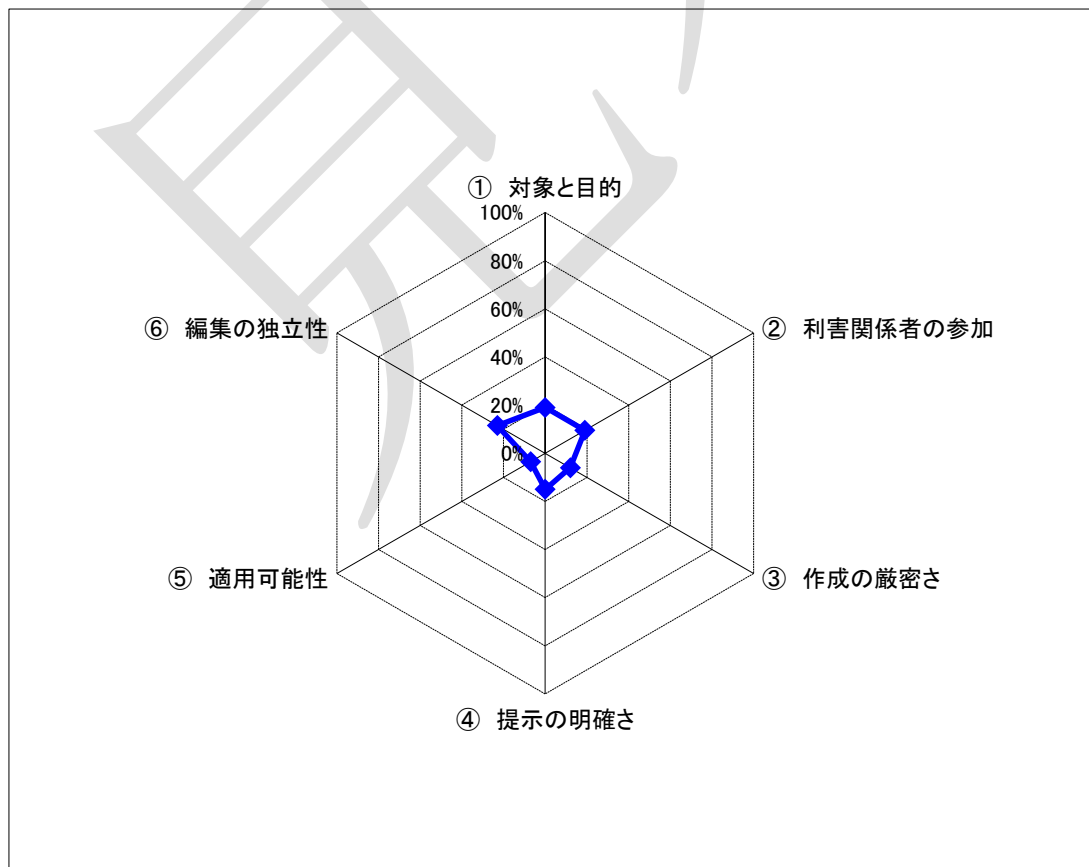 ① 対象と目的
100%
80%
60%
40%
20%
0%
② 利害関係者の参加
③ 作成の厳密さ
④ 提示の明確さ
⑤ 適用可能性
⑥ 編集の独立性
見